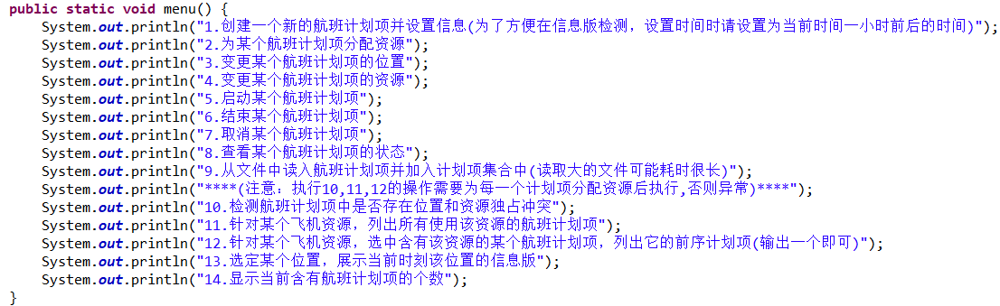 public static void menu() {
System.out.println("1.创建一个新的航班计划项并设置信息(为了方便在信息版检测，设置时间时请设置为当前时间一小时前后的时间)");
System.out.println("2.为某个航班计划项分配资源");
System.out.println("3.变更某个航班计划项的位置");
System.out.println("4.变更某个航班计划项的资源");
System.out.println("5.启动某个航班计划项");
System.out.println("6.结束某个航班计划项");
System.out.println("7.取消某个航班计划项");
System.out.println("8.查看某个航班计划项的状态");
System.out.println("9.从文件中读入航班计划项并加入计划项集合中(读取大的文件可能耗时很长)");
System.out.println("****(注意：执行10,11,12的操作需要为每一个计划项分配资源后执行,否则异常)****");
System.out.println("10.检测航班计划项中是否存在位置和资源独占冲突");
System.out.println("11.针对某个飞机资源，列出所有使用该资源的航班计划项");
System.out.println("12.针对某个飞机资源，选中含有该资源的某个航班计划项，列出它的前序计划项(输出一个即可)");
System.out.println("13.选定某个位置，展示当前时刻该位置的信息版");
System.out.println("14.显示当前含有航班计划项的个数");
}